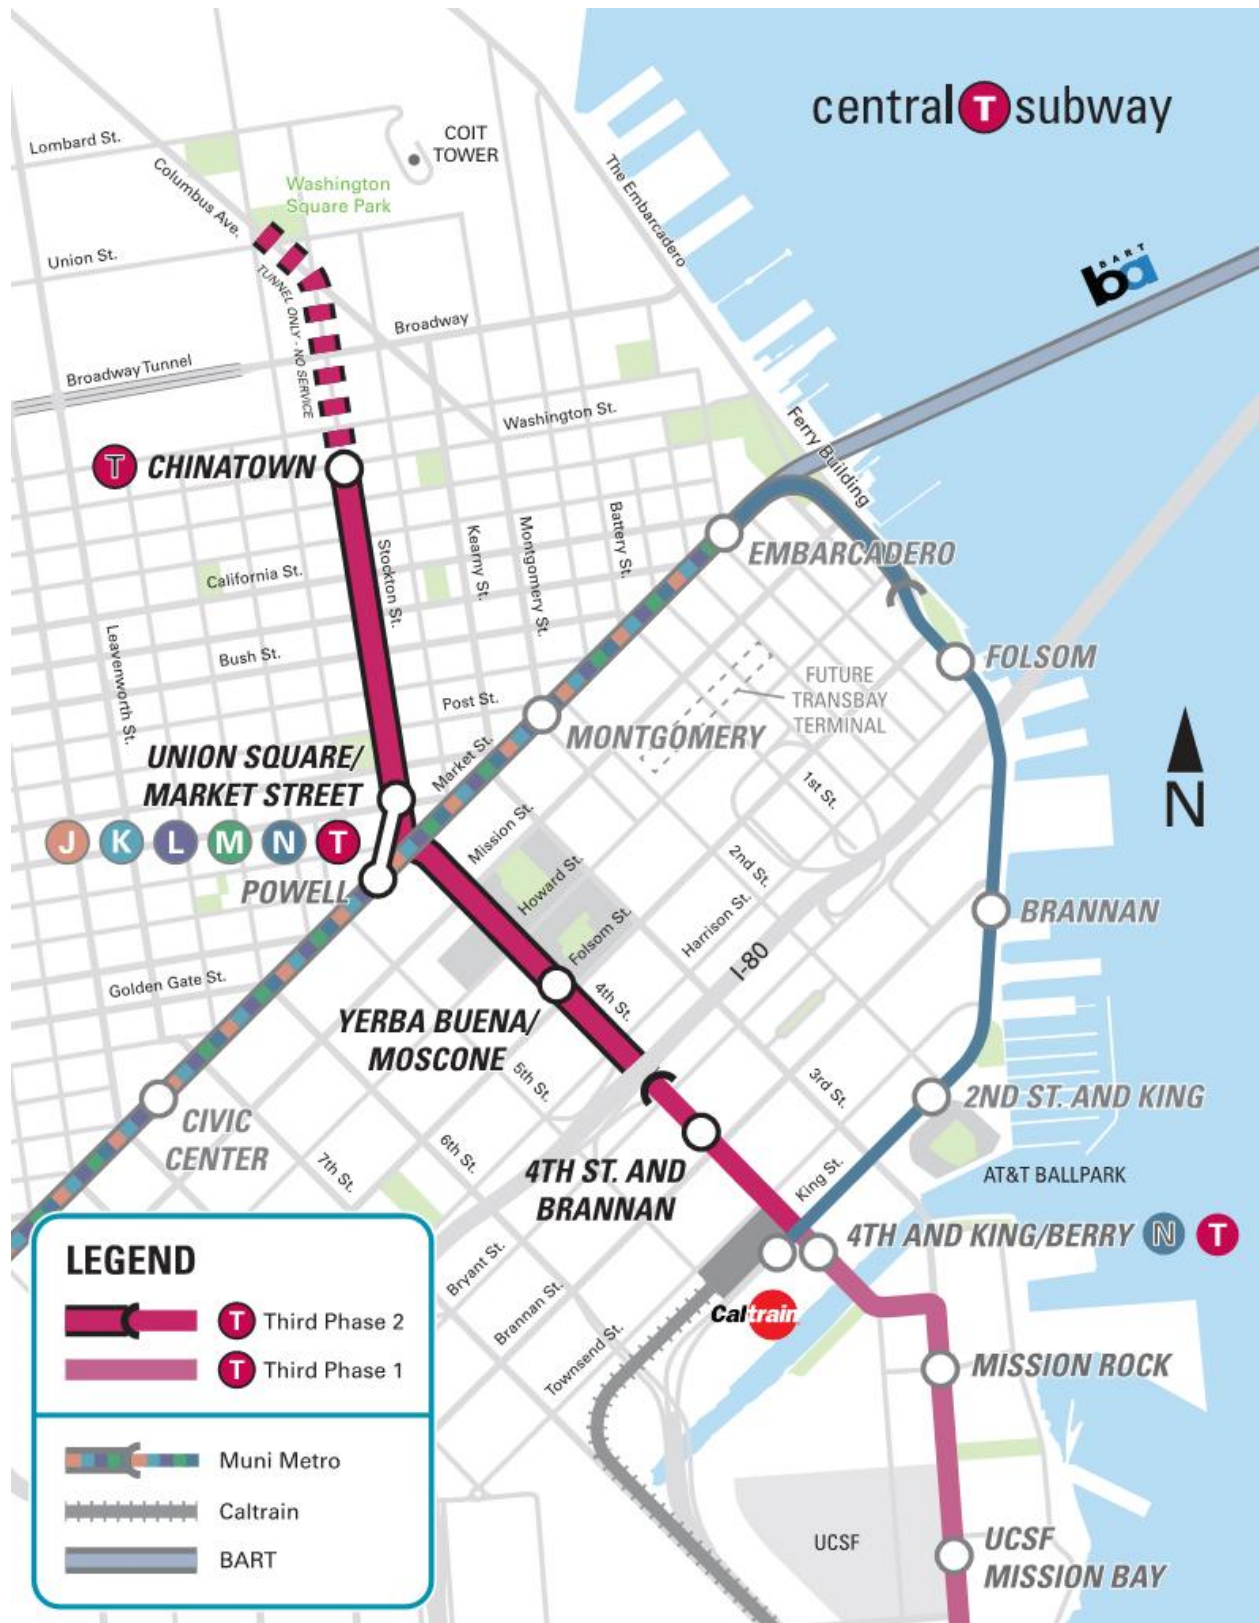 central T subway
Lombard St.
COIT
TOWER
Columbus Ave.
Washington
Square Park
The Embarcadero
Union St.
TUNNEL ONLY - NO SERVICE
BART
ba
Broadway
Broadway Tunnel
Washington St.
Ferry Building
T CHINATOWN
Stockton St.
Kearny St.
Montgomery St.
Battery St.
EMBARCADERO
California St.
Leavenworth St.
Bush St.
FOLSOM
FUTURE
TRANSBAY
TERMINAL
Post St.
MONTGOMERY
Market St.
UNION SQUARE/
MARKET STREET
J K L M N T
POWELL
1st St.
N
Mission St.
Howard St.
2nd St.
Folsom St.
Harrison St.
BRANNAN
I-80
Golden Gate St.
4th St.
YERBA BUENA/
MOSCONE
5th St.
3rd St.
2ND ST. AND KING
CIVIC
CENTER
6th St.
7th St.
4TH ST. AND
BRANNAN
King St.
AT&T BALLPARK
4TH AND KING/BERRY N T
Bryant St.
Brannan St.
Townsend St.
Caltrain
MISSION ROCK
UCSF
UCSF
MISSION BAY
LEGEND
T Third Phase 2
T Third Phase 1
Muni Metro
Caltrain
BART